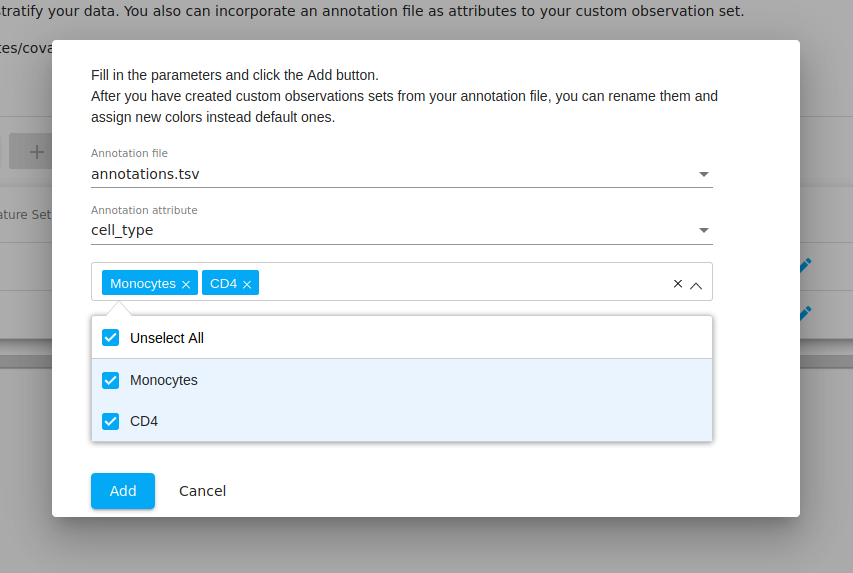 stratify your data. You also can incorporate an annotation file as attributes to your custom observation set.
Fill in the parameters and click the Add button.
After you have created custom observations sets from your annotation file, you can rename them and
assign new colors instead default ones.
Annotation file
annotations.tsv
ature Set
Annotation attribute
cell_type
Monocytes × CD4 ×
Unselect All
Monocytes
CD4
Add Cancel